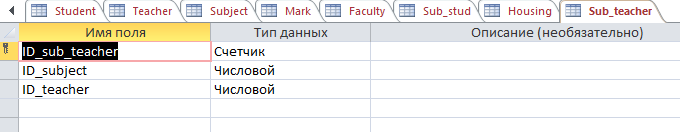 Student Teacher Subject Mark Faculty Sub_stud Housing Sub_teacher
Имя поля Тип данных Описание (необязательно)
ID_sub_teacher Счетчик
ID_subject Числовой
ID_teacher Числовой